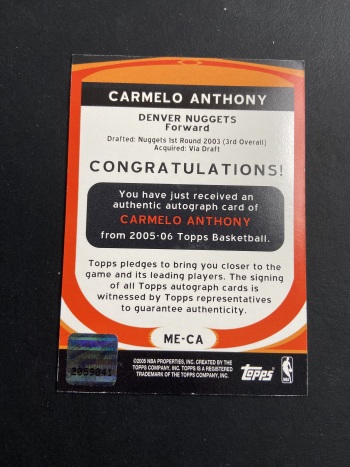 CARMELO ANTHONY
DENVER NUGGETS
Forward
Drafted: Nuggets 1st Round 2003 (3rd Overall)
Acquired: Via Draft
CONGRATULATIONS!
You have just received an
authentic autograph card of
CARMELO ANTHONY
from 2005-06 Topps Basketball.
Topps pledges to bring you closer to the
game and its leading players. The signing
of all Topps autograph cards is
witnessed by Topps representatives
to guarantee authenticity.
ME-CA
©2005 NBA PROPERTIES, INC. CREATED BY THE
TOPPS COMPANY, INC. TOPPS IS A REGISTERED
TRADEMARK OF THE TOPPS COMPANY, INC.
2059841
Topps